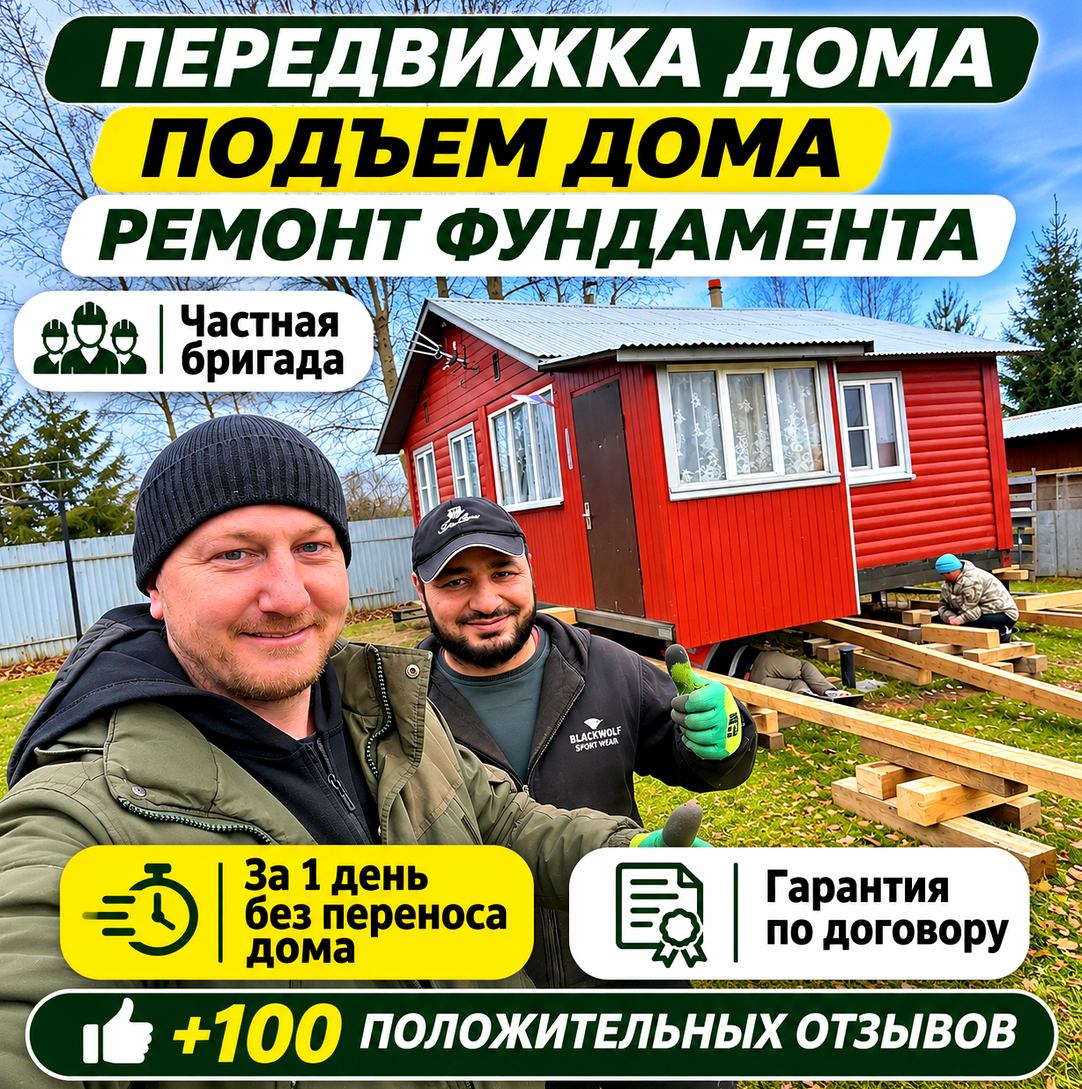 ПЕРЕДВИЖКА ДОМА
ПОДЪЕМ ДОМА
РЕМОНТ ФУНДАМЕНТА
Частная
бригада
BLACKWOLF
SPORT WEAR
За 1 день
без переноса
дома
Гарантия
по договору
+100 ПОЛОЖИТЕЛЬНЫХ ОТЗЫВОВ